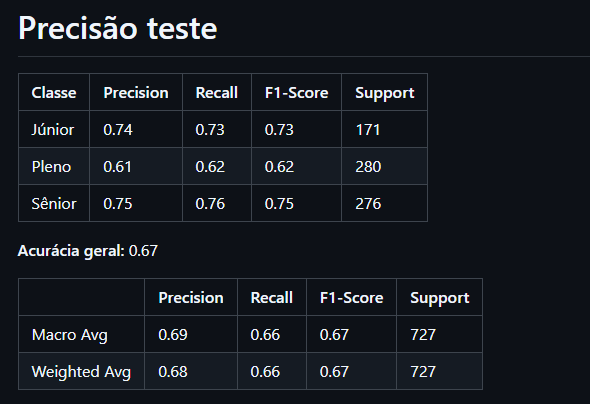 Precisão teste
Classe Precision Recall F1-Score Support
Júnior 0.74 0.73 0.73 171
Pleno 0.61 0.62 0.62 280
Sênior 0.75 0.76 0.75 276
Acurácia geral: 0.67
Precision Recall F1-Score Support
Macro Avg 0.69 0.66 0.67 727
Weighted Avg 0.68 0.66 0.67 727